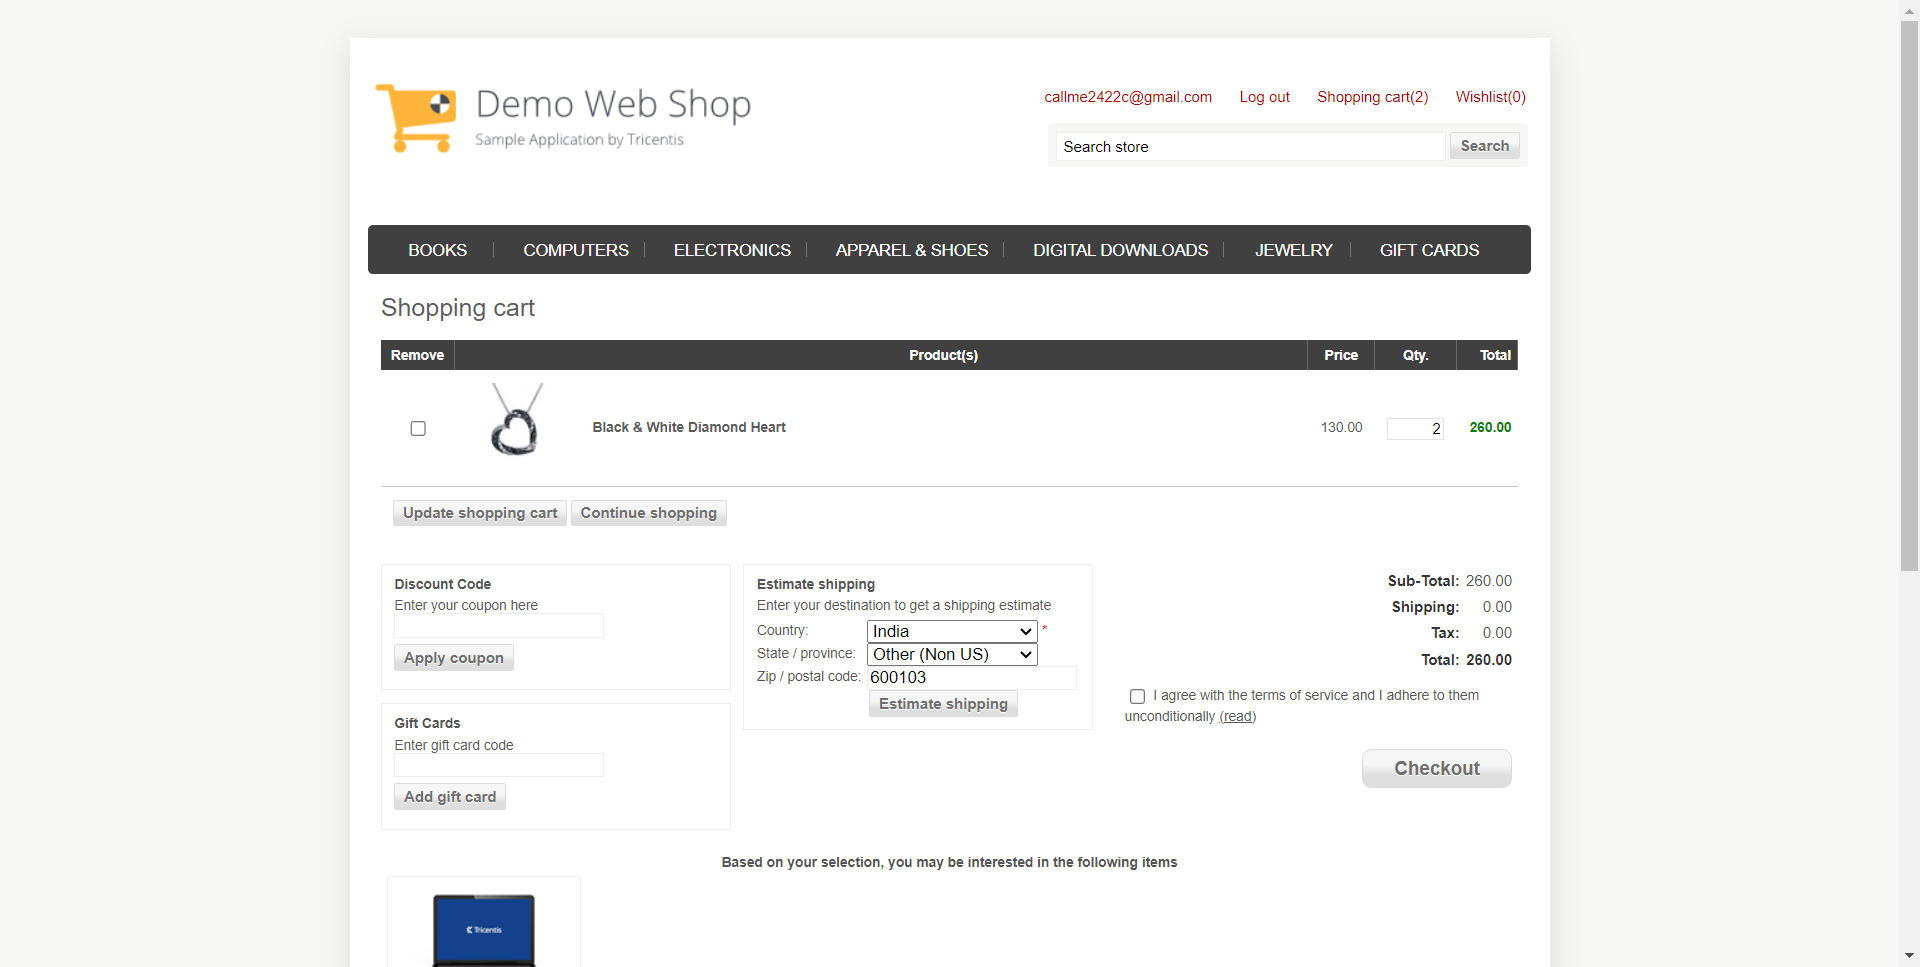 Demo Web Shop
Sample Application by Tricentis
callme2422c@gmail.com Log out Shopping cart(2) Wishlist(0)
Search store Search
BOOKS COMPUTERS ELECTRONICS APPAREL & SHOES DIGITAL DOWNLOADS JEWELRY GIFT CARDS
Shopping cart
Remove Product(s) Price Qty. Total
Black & White Diamond Heart 130.00 2 260.00
Update shopping cart Continue shopping
Discount Code
Enter your coupon here
Apply coupon
Gift Cards
Enter gift card code
Add gift card
Estimate shipping
Enter your destination to get a shipping estimate
Country: India *
State / province: Other (Non US)
Zip / postal code: 600103
Estimate shipping
Sub-Total: 260.00
Shipping: 0.00
Tax: 0.00
Total: 260.00
I agree with the terms of service and I adhere to them
unconditionally (read)
Checkout
Based on your selection, you may be interested in the following items
Tricentis